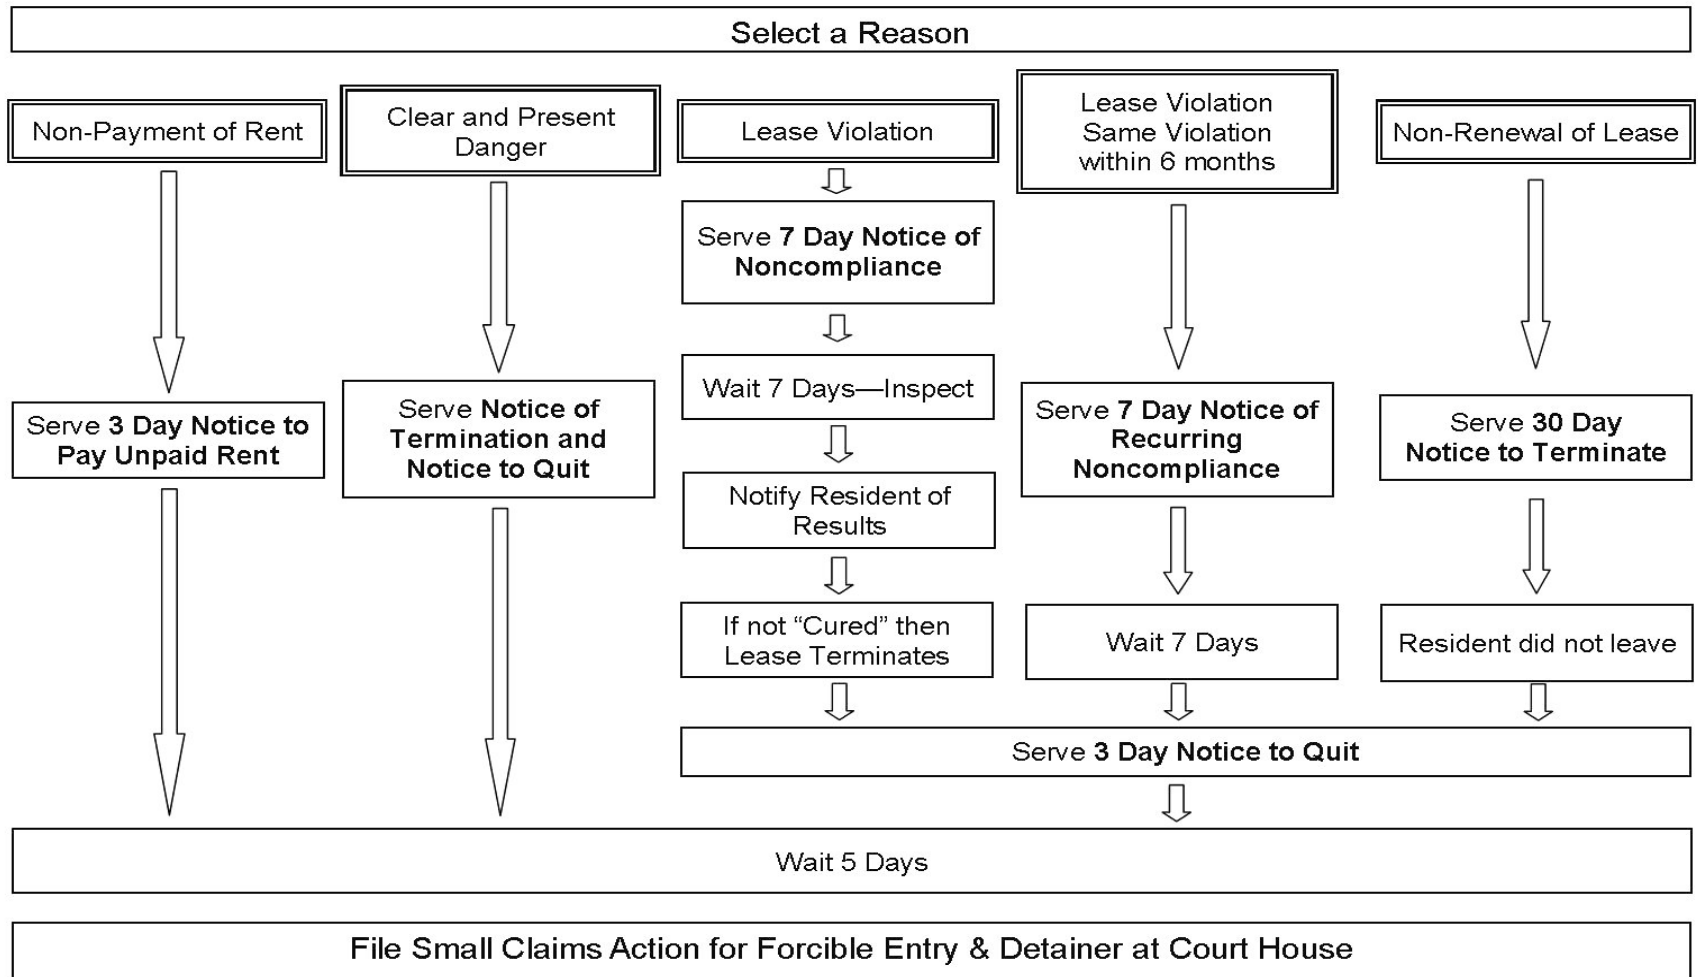 Select a Reason
Non-Payment of Rent
Clear and Present
Danger
Lease Violation
Lease Violation
Same Violation
within 6 months
Non-Renewal of Lease
Serve 7 Day Notice of
Noncompliance
Wait 7 Days—Inspect
Serve 3 Day Notice to
Pay Unpaid Rent
Serve Notice of
Termination and
Notice to Quit
Notify Resident of
Results
Serve 7 Day Notice of
Recurring
Noncompliance
Serve 30 Day
Notice to Terminate
If not “Cured” then
Lease Terminates
Wait 7 Days
Resident did not leave
Serve 3 Day Notice to Quit
Wait 5 Days
File Small Claims Action for Forcible Entry & Detainer at Court House